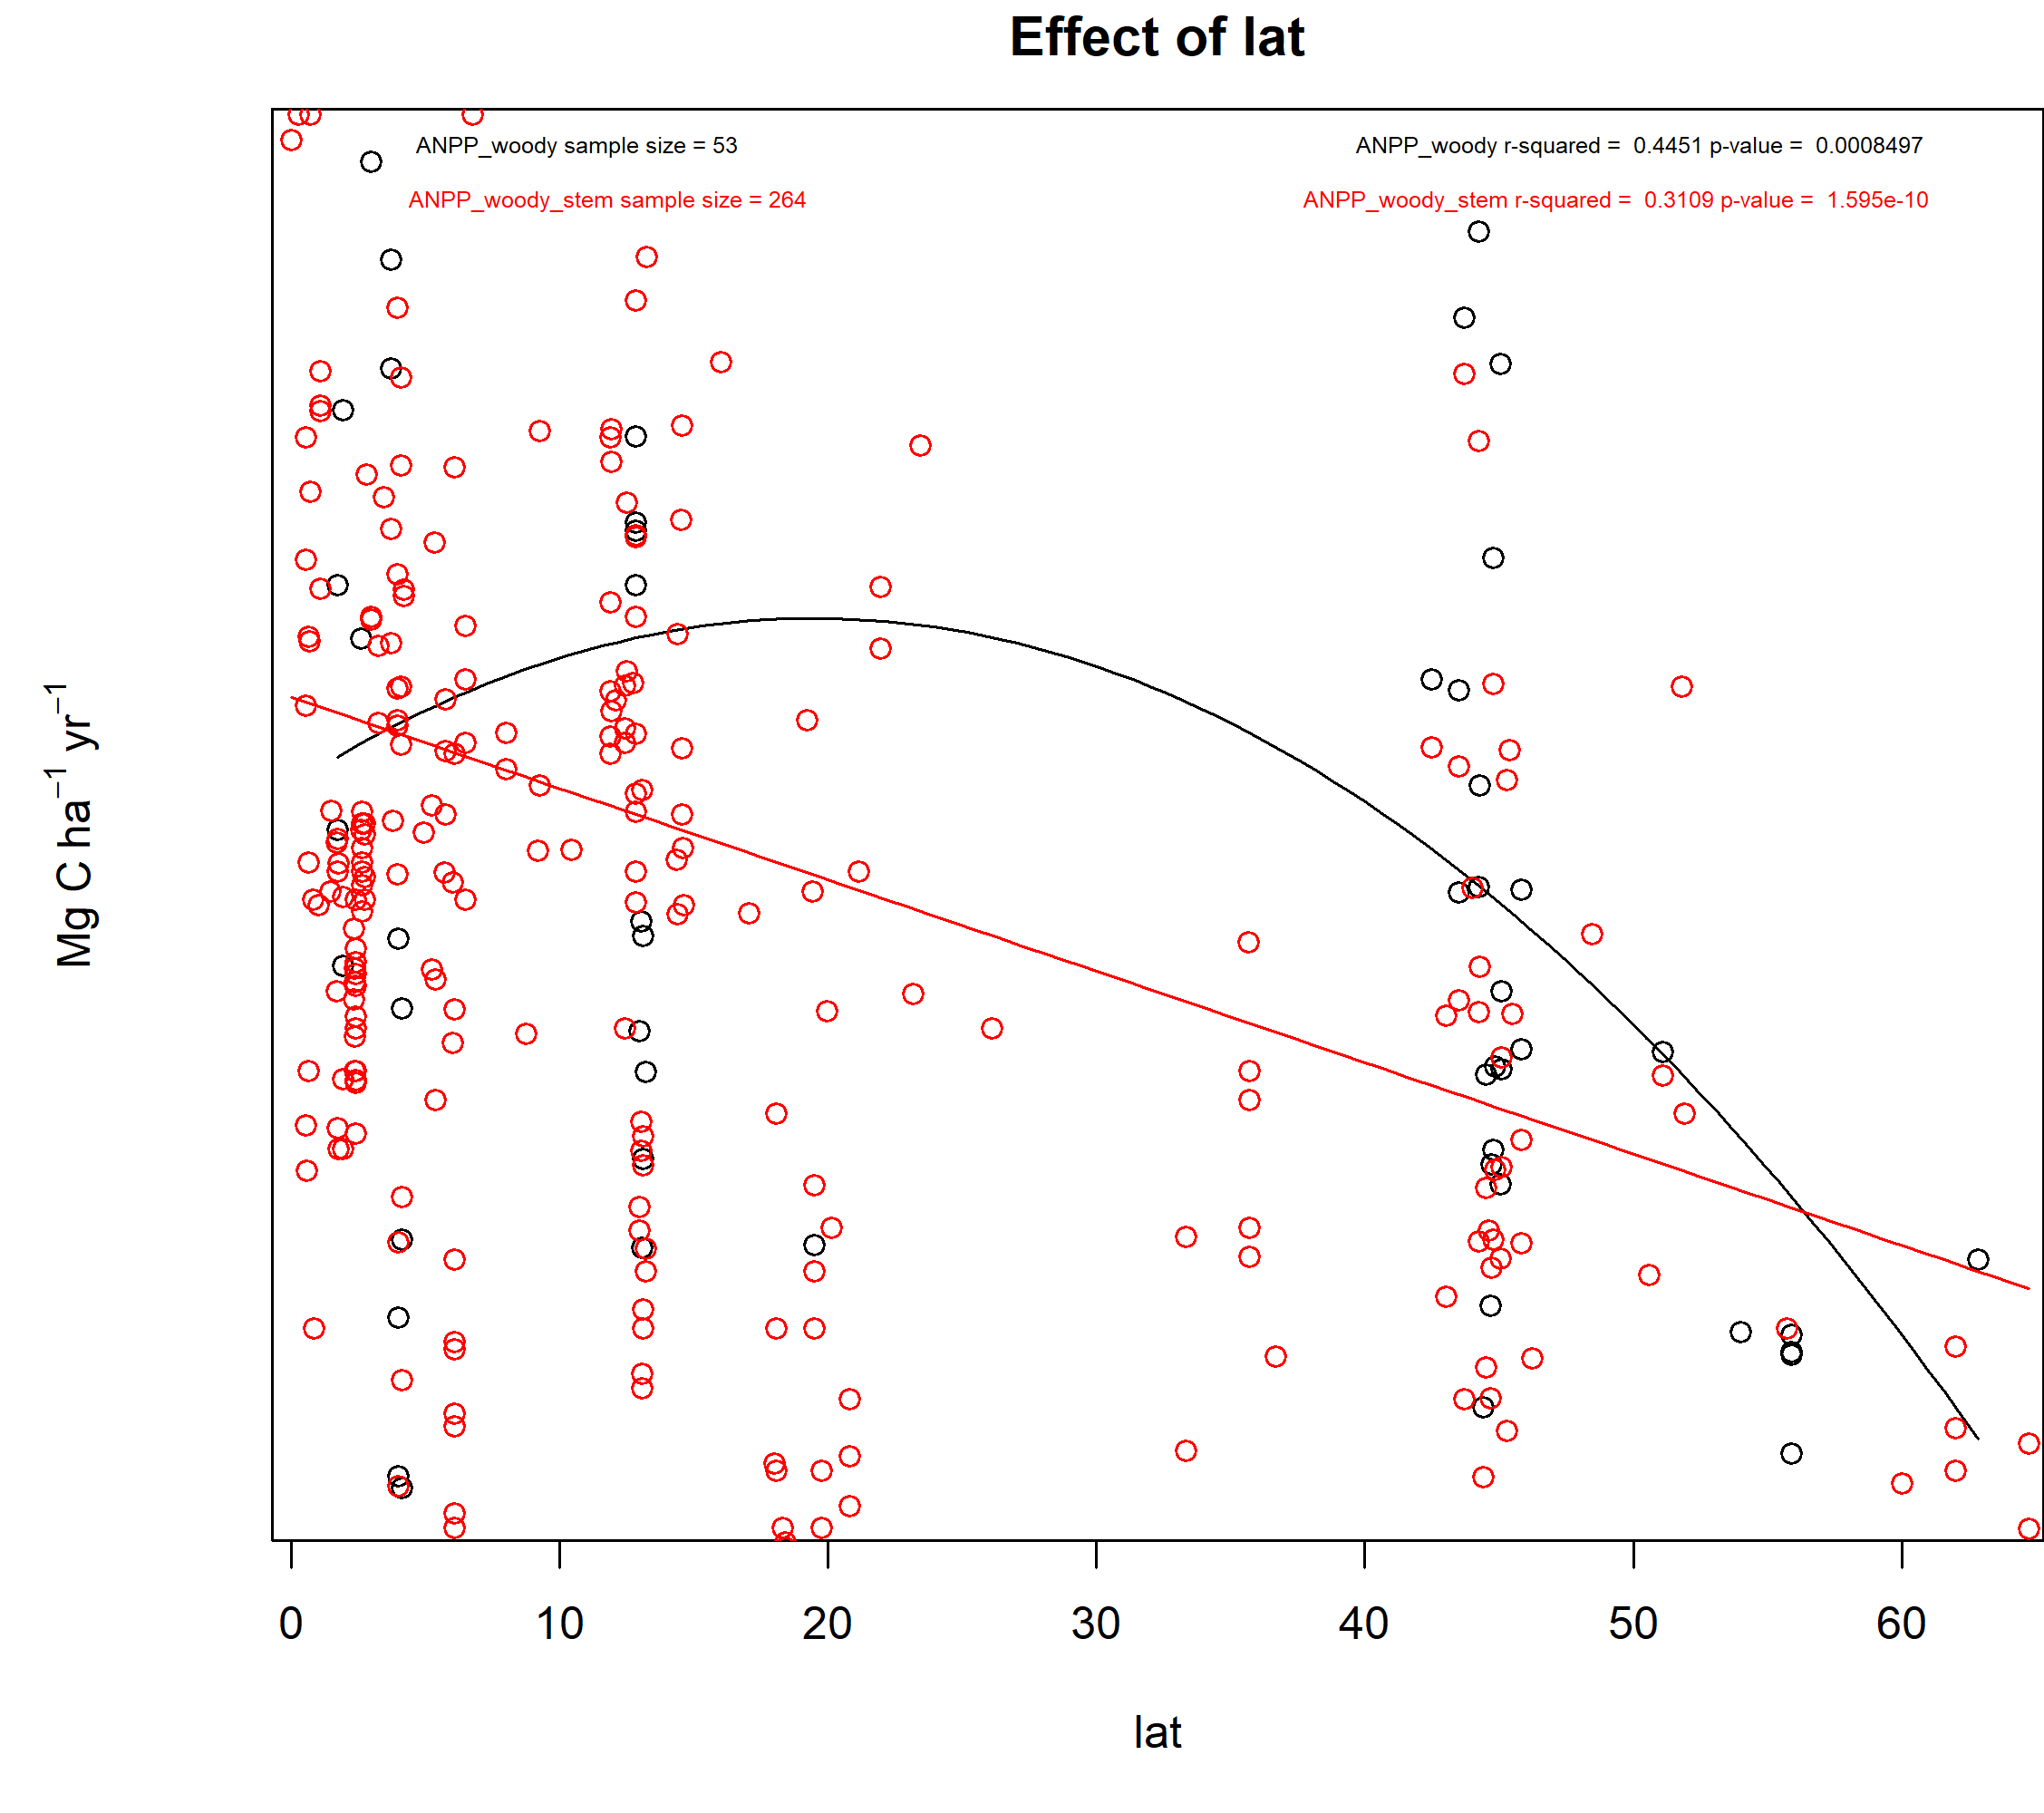 Effect of lat
ANPP_woody sample size = 53
ANPP_woody r-squared = 0.4451 p-value = 0.0008497
ANPP_woody_stem sample size = 264
ANPP_woody_stem r-squared = 0.3109 p-value = 1.595e-10
Mg C ha⁻¹ yr⁻¹
0 10 20 30 40 50 60
lat